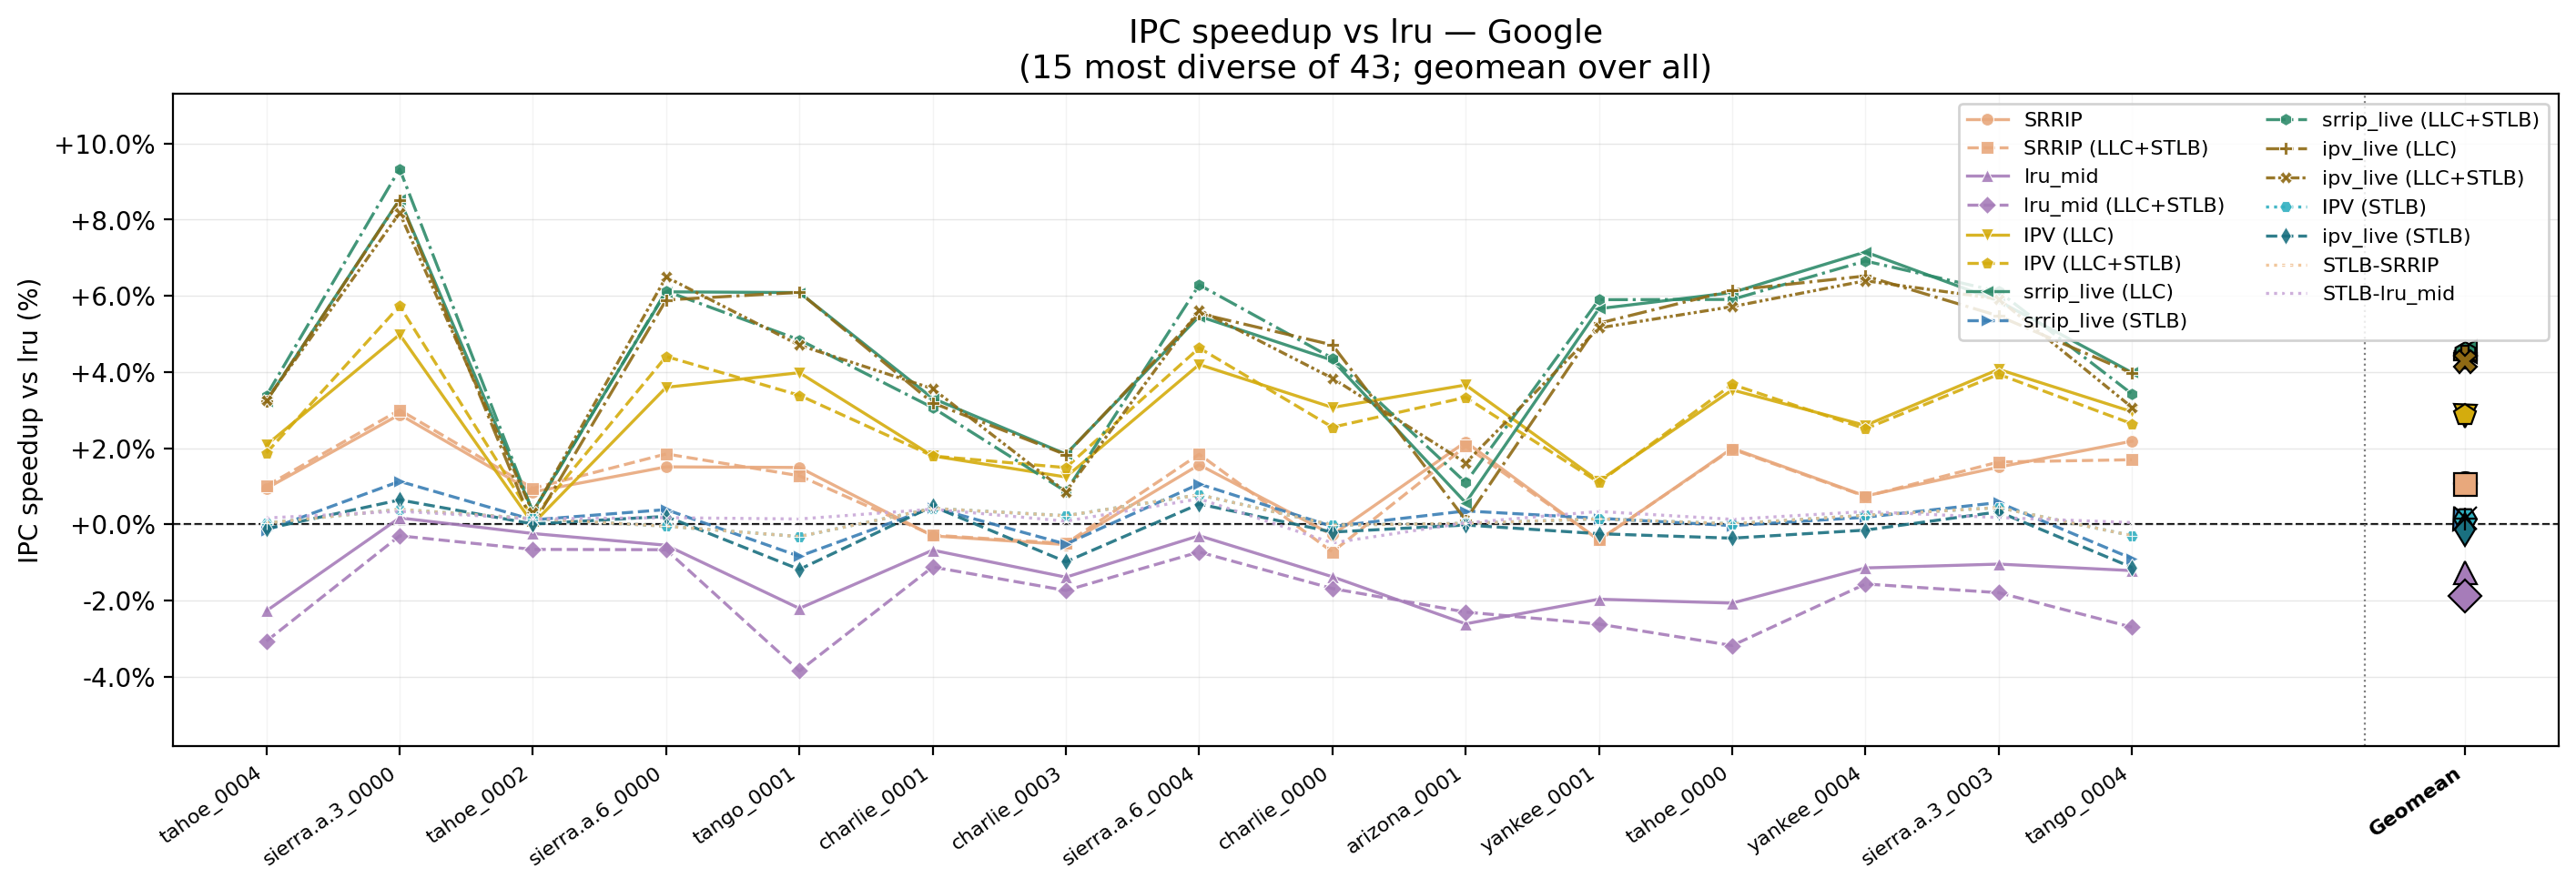 IPC speedup vs lru — Google
(15 most diverse of 43; geomean over all)
IPC speedup vs lru (%)
+10.0%
+8.0%
+6.0%
+4.0%
+2.0%
+0.0%
-2.0%
-4.0%
SRRIP
SRRIP (LLC+STLB)
lru_mid
lru_mid (LLC+STLB)
IPV (LLC)
IPV (LLC+STLB)
srrip_live (LLC)
srrip_live (STLB)
srrip_live (LLC+STLB)
ipv_live (LLC)
ipv_live (LLC+STLB)
IPV (STLB)
ipv_live (STLB)
STLB-SRRIP
STLB-lru_mid
tahoe_0004
sierra.a.3_0000
tahoe_0002
sierra.a.6_0000
tango_0001
charlie_0001
charlie_0003
sierra.a.6_0004
charlie_0000
arizona_0001
yankee_0001
tahoe_0000
yankee_0004
sierra.a.3_0003
tango_0004
Geomean